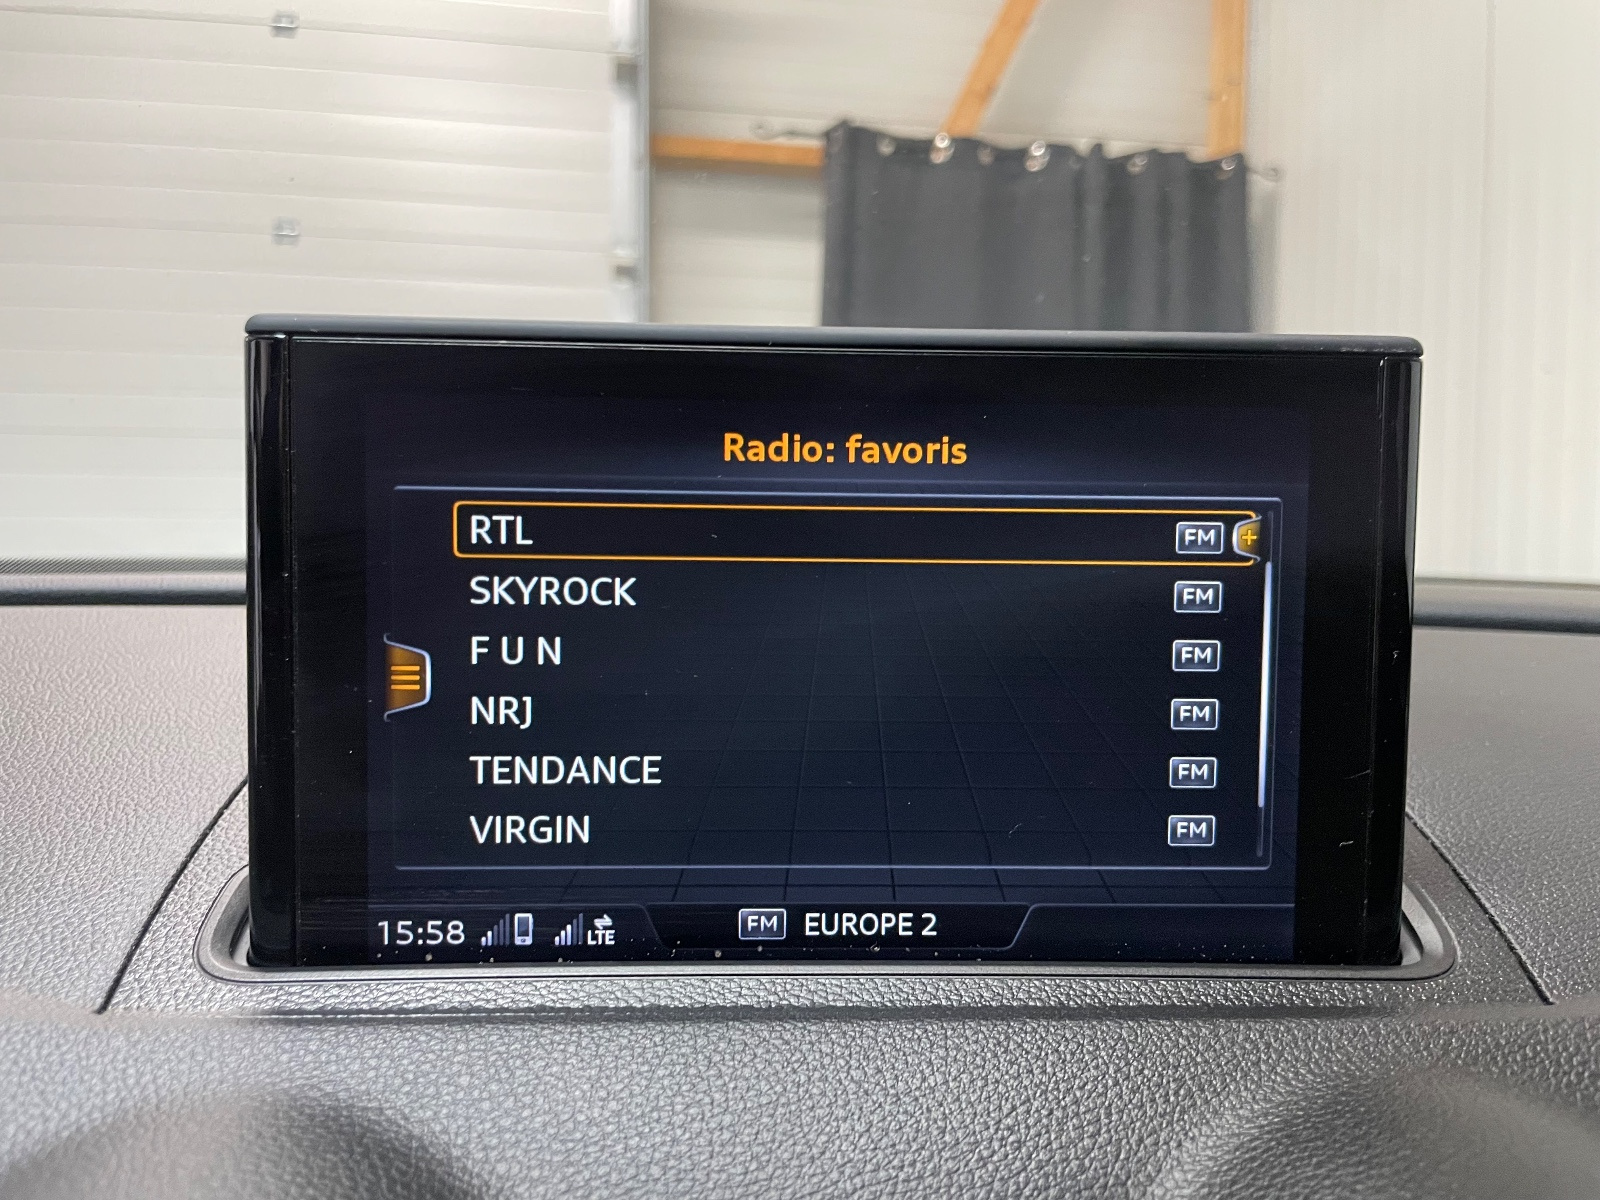 Radio: favoris
RTL FM +
SKYROCK FM
F U N FM
NRJ FM
TENDANCE FM
VIRGIN FM
15:58 LTE FM EUROPE 2